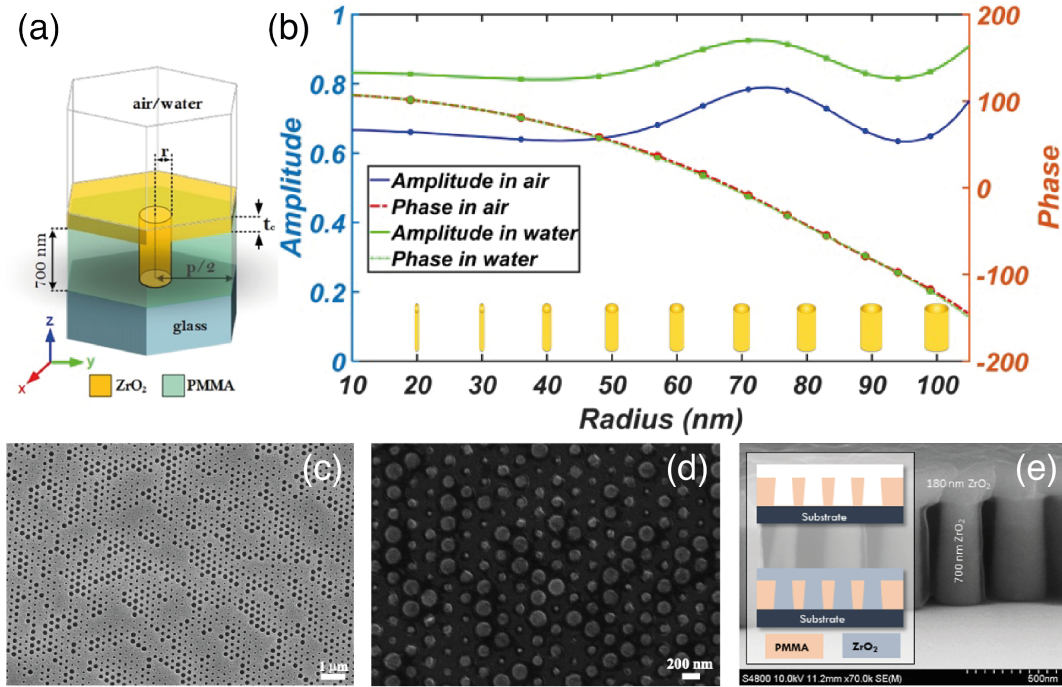 (a)
air/water
r
t_c
700 nm
p/2
glass
z
y
x
ZrO₂
PMMA
(b)
1
0.8
0.6
0.4
0.2
0
Amplitude
200
100
0
-100
-200
Phase
Amplitude in air
Phase in air
Amplitude in water
Phase in water
10 20 30 40 50 60 70 80 90 100
Radius (nm)
(c)
1 μm
(d)
200 nm
(e)
Substrate
Substrate
PMMA
ZrO₂
180 nm ZrO₂
700 nm ZrO₂
S4800 10.0kV 11.2mm x70.0k SE(M)
500nm